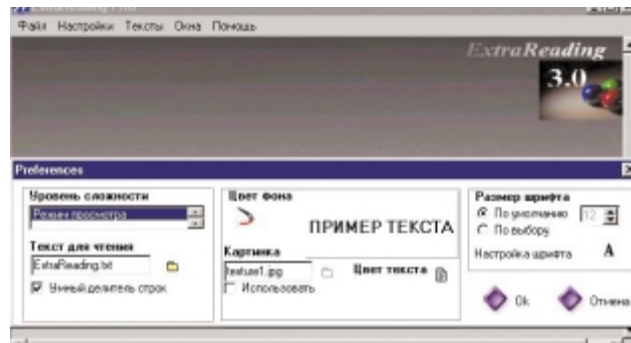 Файл Настройки Тексты Окна Помощь
ExtraReading
3.0
Preferences
Уровень сложности
Режим просмотра
Текст для чтения
ExtraReading.txt
Умный делитель строк
Цвет фона
ПРИМЕР ТЕКСТА
Картинка
texture1.jpg
Использовать
Цвет текста
Размер шрифта
По умолчанию 12
По выбору
Настройка шрифта А
Ok Отмена